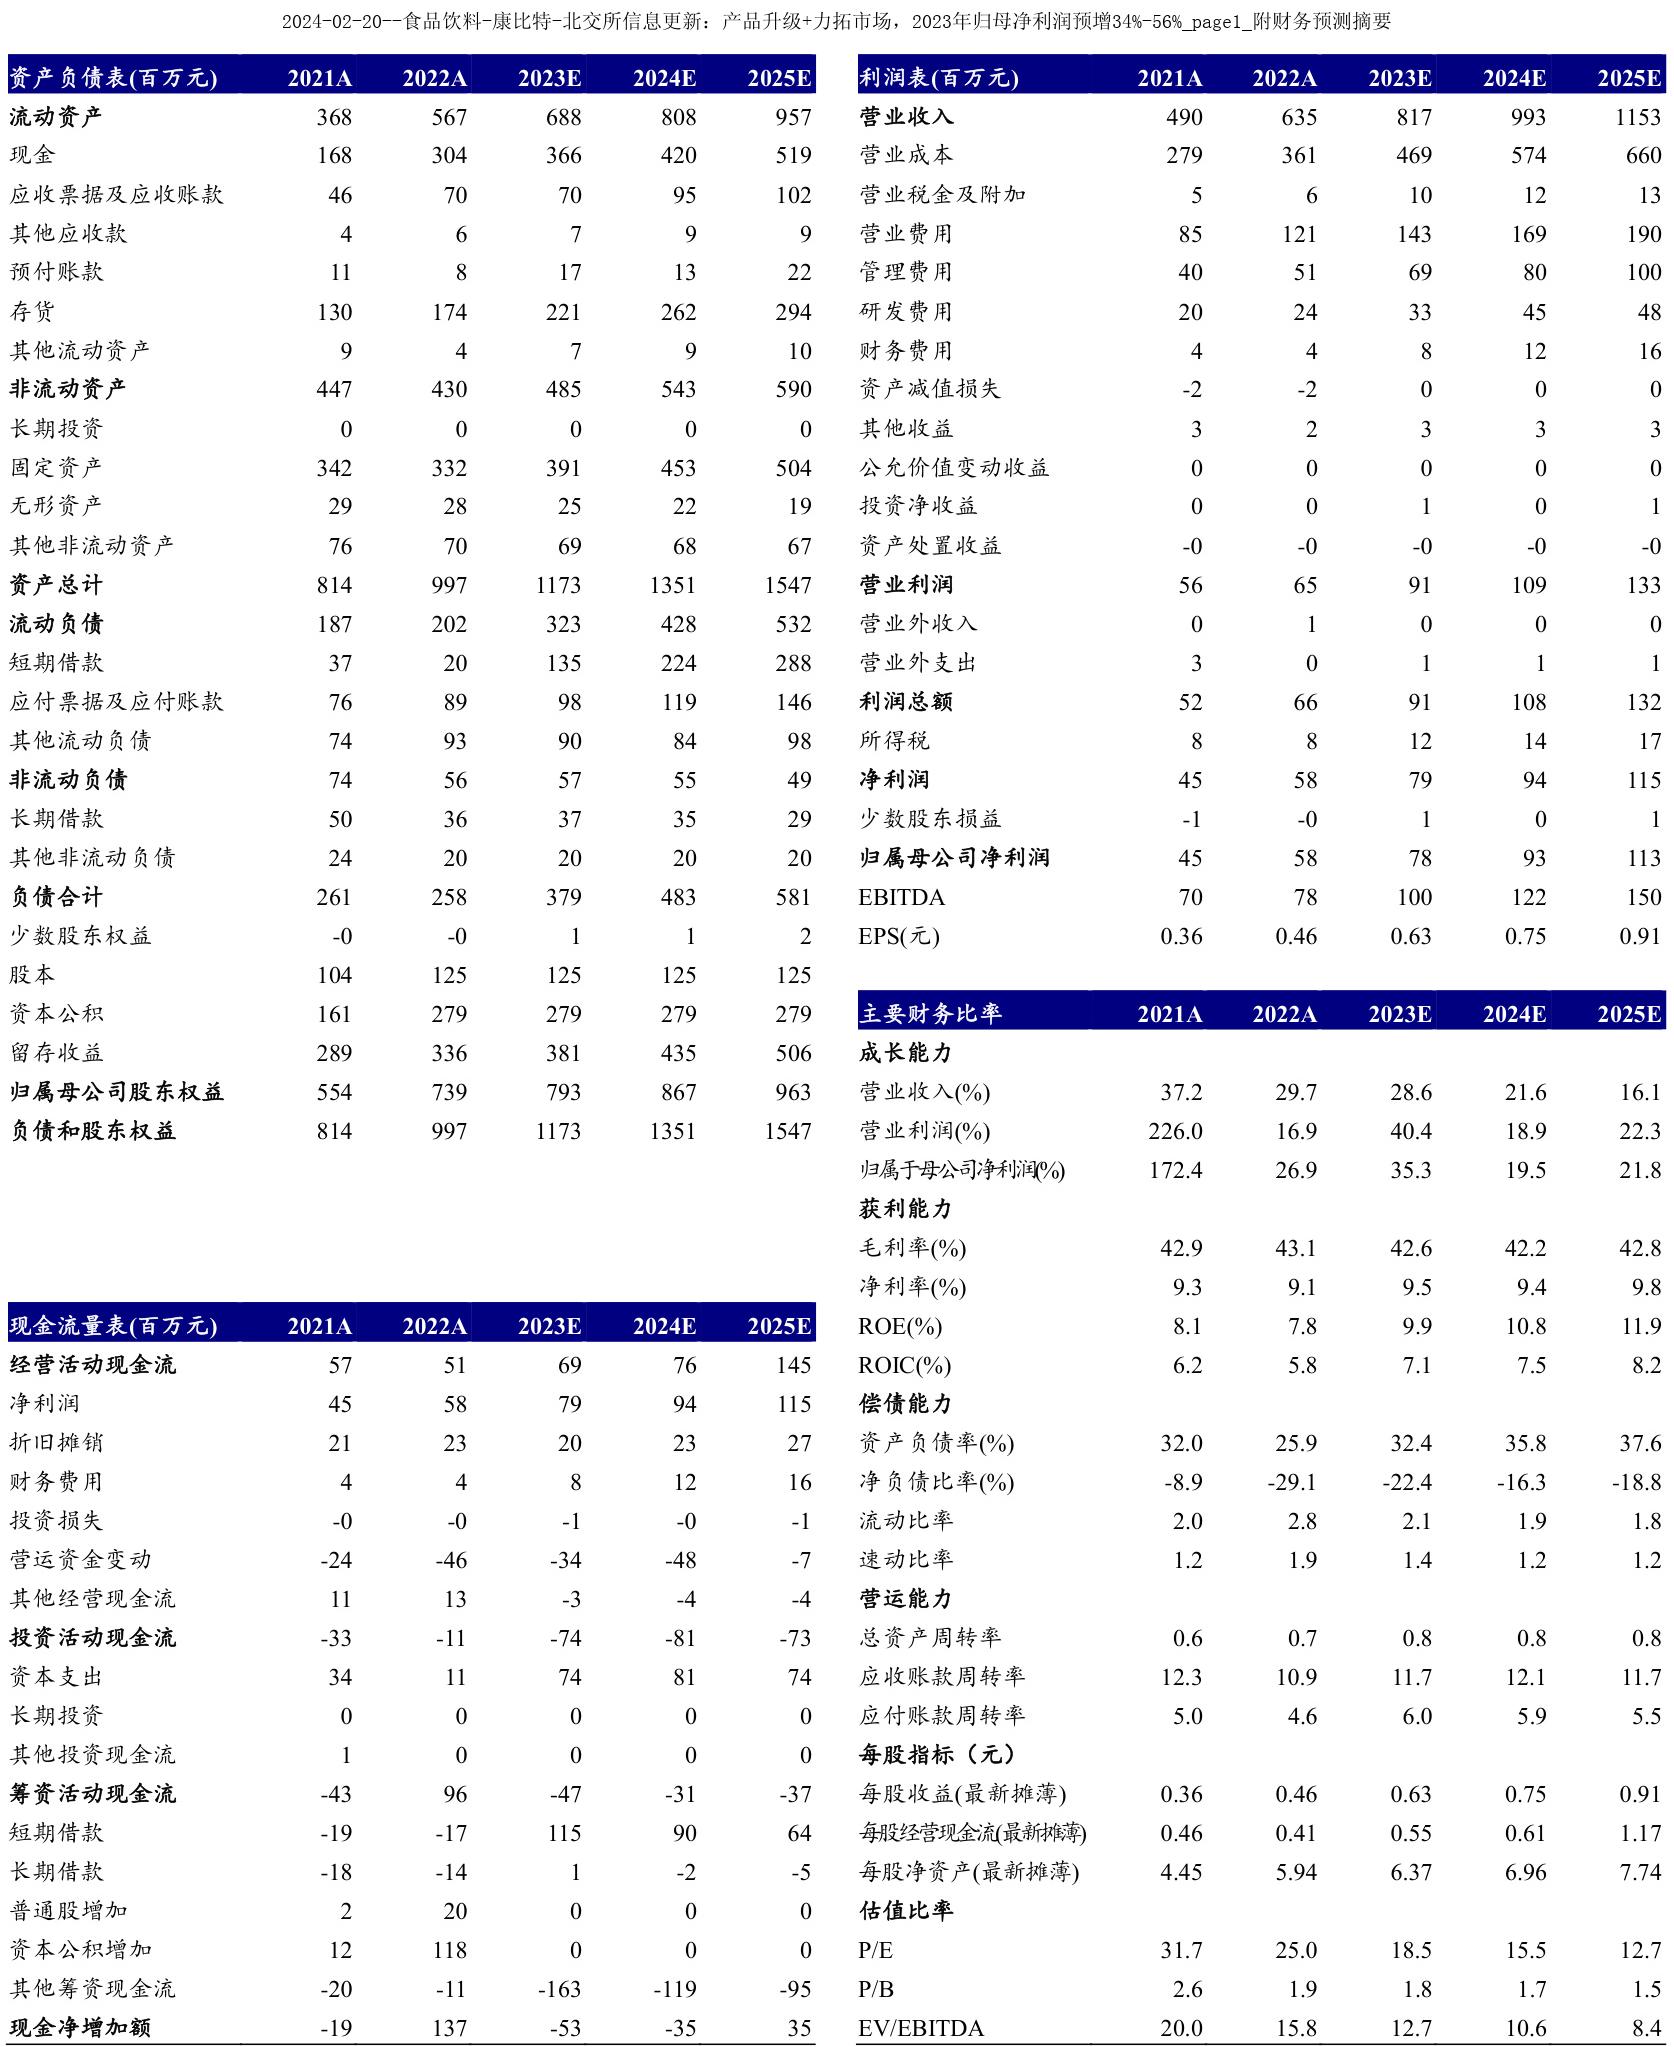 2024-02-20--食品饮料-康比特-北交所信息更新：产品升级+力拓市场，2023年归母净利润预增34%-56%_page1_附财务预测摘要
资产负债表(百万元) 2021A 2022A 2023E 2024E 2025E
流动资产 368 567 688 808 957
现金 168 304 366 420 519
应收票据及应收账款 46 70 70 95 102
其他应收款 4 6 7 9 9
预付账款 11 8 17 13 22
存货 130 174 221 262 294
其他流动资产 9 4 7 9 10
非流动资产 447 430 485 543 590
长期投资 0 0 0 0 0
固定资产 342 332 391 453 504
无形资产 29 28 25 22 19
其他非流动资产 76 70 69 68 67
资产总计 814 997 1173 1351 1547
流动负债 187 202 323 428 532
短期借款 37 20 135 224 288
应付票据及应付账款 76 89 98 119 146
其他流动负债 74 93 90 84 98
非流动负债 74 56 57 55 49
长期借款 50 36 37 35 29
其他非流动负债 24 20 20 20 20
负债合计 261 258 379 483 581
少数股东权益 -0 -0 1 1 2
股本 104 125 125 125 125
资本公积 161 279 279 279 279
留存收益 289 336 381 435 506
归属母公司股东权益 554 739 793 867 963
负债和股东权益 814 997 1173 1351 1547
现金流量表(百万元) 2021A 2022A 2023E 2024E 2025E
经营活动现金流 57 51 69 76 145
净利润 45 58 79 94 115
折旧摊销 21 23 20 23 27
财务费用 4 4 8 12 16
投资损失 -0 -0 -1 -0 -1
营运资金变动 -24 -46 -34 -48 -7
其他经营现金流 11 13 -3 -4 -4
投资活动现金流 -33 -11 -74 -81 -73
资本支出 34 11 74 81 74
长期投资 0 0 0 0 0
其他投资现金流 1 0 0 0 0
筹资活动现金流 -43 96 -47 -31 -37
短期借款 -19 -17 115 90 64
长期借款 -18 -14 1 -2 -5
普通股增加 2 20 0 0 0
资本公积增加 12 118 0 0 0
其他筹资现金流 -20 -11 -163 -119 -95
现金净增加额 -19 137 -53 -35 35
利润表(百万元) 2021A 2022A 2023E 2024E 2025E
营业收入 490 635 817 993 1153
营业成本 279 361 469 574 660
营业税金及附加 5 6 10 12 13
营业费用 85 121 143 169 190
管理费用 40 51 69 80 100
研发费用 20 24 33 45 48
财务费用 4 4 8 12 16
资产减值损失 -2 -2 0 0 0
其他收益 3 2 3 3 3
公允价值变动收益 0 0 0 0 0
投资净收益 0 0 1 0 1
资产处置收益 -0 -0 -0 -0 -0
营业利润 56 65 91 109 133
营业外收入 0 1 0 0 0
营业外支出 3 0 1 1 1
利润总额 52 66 91 108 132
所得税 8 8 12 14 17
净利润 45 58 79 94 115
少数股东损益 -1 -0 1 0 1
归属母公司净利润 45 58 78 93 113
EBITDA 70 78 100 122 150
EPS(元) 0.36 0.46 0.63 0.75 0.91
主要财务比率 2021A 2022A 2023E 2024E 2025E
成长能力
营业收入(%) 37.2 29.7 28.6 21.6 16.1
营业利润(%) 226.0 16.9 40.4 18.9 22.3
归属于母公司净利润(%) 172.4 26.9 35.3 19.5 21.8
获利能力
毛利率(%) 42.9 43.1 42.6 42.2 42.8
净利率(%) 9.3 9.1 9.5 9.4 9.8
ROE(%) 8.1 7.8 9.9 10.8 11.9
ROIC(%) 6.2 5.8 7.1 7.5 8.2
偿债能力
资产负债率(%) 32.0 25.9 32.4 35.8 37.6
净负债比率(%) -8.9 -29.1 -22.4 -16.3 -18.8
流动比率 2.0 2.8 2.1 1.9 1.8
速动比率 1.2 1.9 1.4 1.2 1.2
营运能力
总资产周转率 0.6 0.7 0.8 0.8 0.8
应收账款周转率 12.3 10.9 11.7 12.1 11.7
应付账款周转率 5.0 4.6 6.0 5.9 5.5
每股指标（元）
每股收益(最新摊薄) 0.36 0.46 0.63 0.75 0.91
每股经营现金流(最新摊薄) 0.46 0.41 0.55 0.61 1.17
每股净资产(最新摊薄) 4.45 5.94 6.37 6.96 7.74
估值比率
P/E 31.7 25.0 18.5 15.5 12.7
P/B 2.6 1.9 1.8 1.7 1.5
EV/EBITDA 20.0 15.8 12.7 10.6 8.4